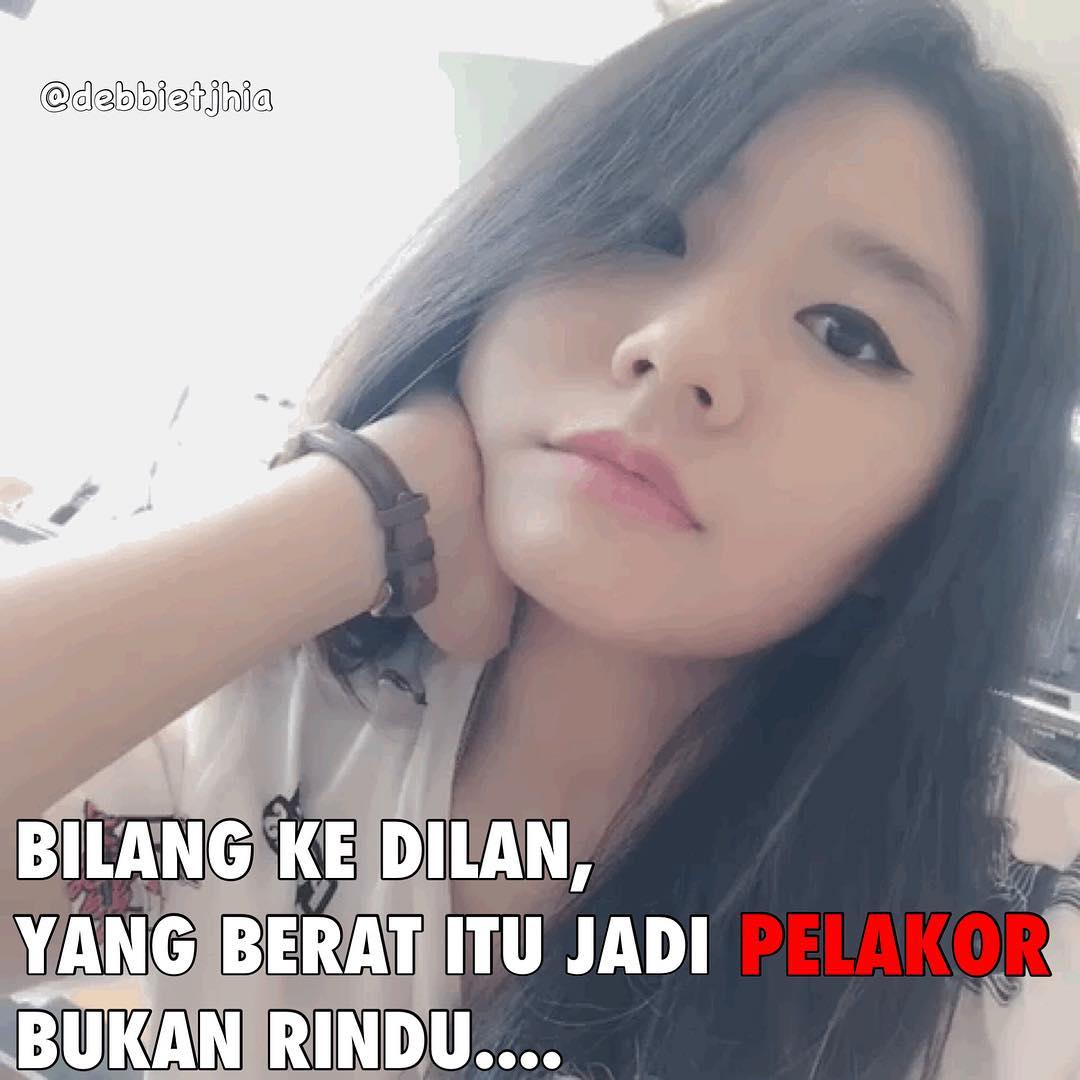 @debbietjhia
BILANG KE DILAN,
YANG BERAT ITU JADI PELAKOR
BUKAN RINDU....